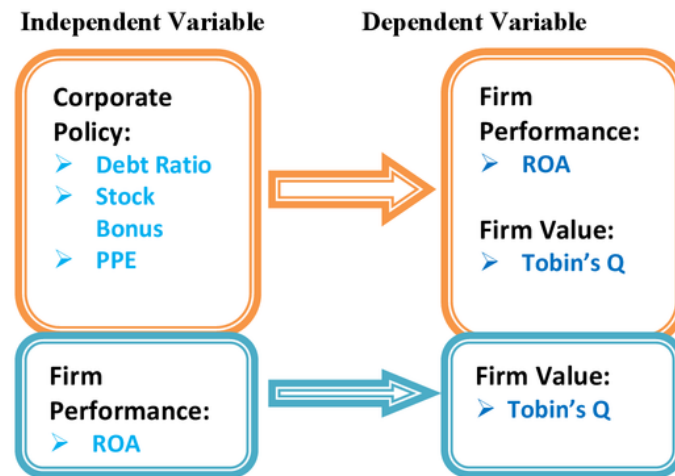 Independent Variable
Dependent Variable
Corporate
Policy:
➤ Debt Ratio
➤ Stock
Bonus
➤ PPE
Firm
Performance:
➤ ROA
Firm Value:
➤ Tobin’s Q
Firm
Performance:
➤ ROA
Firm Value:
➤ Tobin’s Q